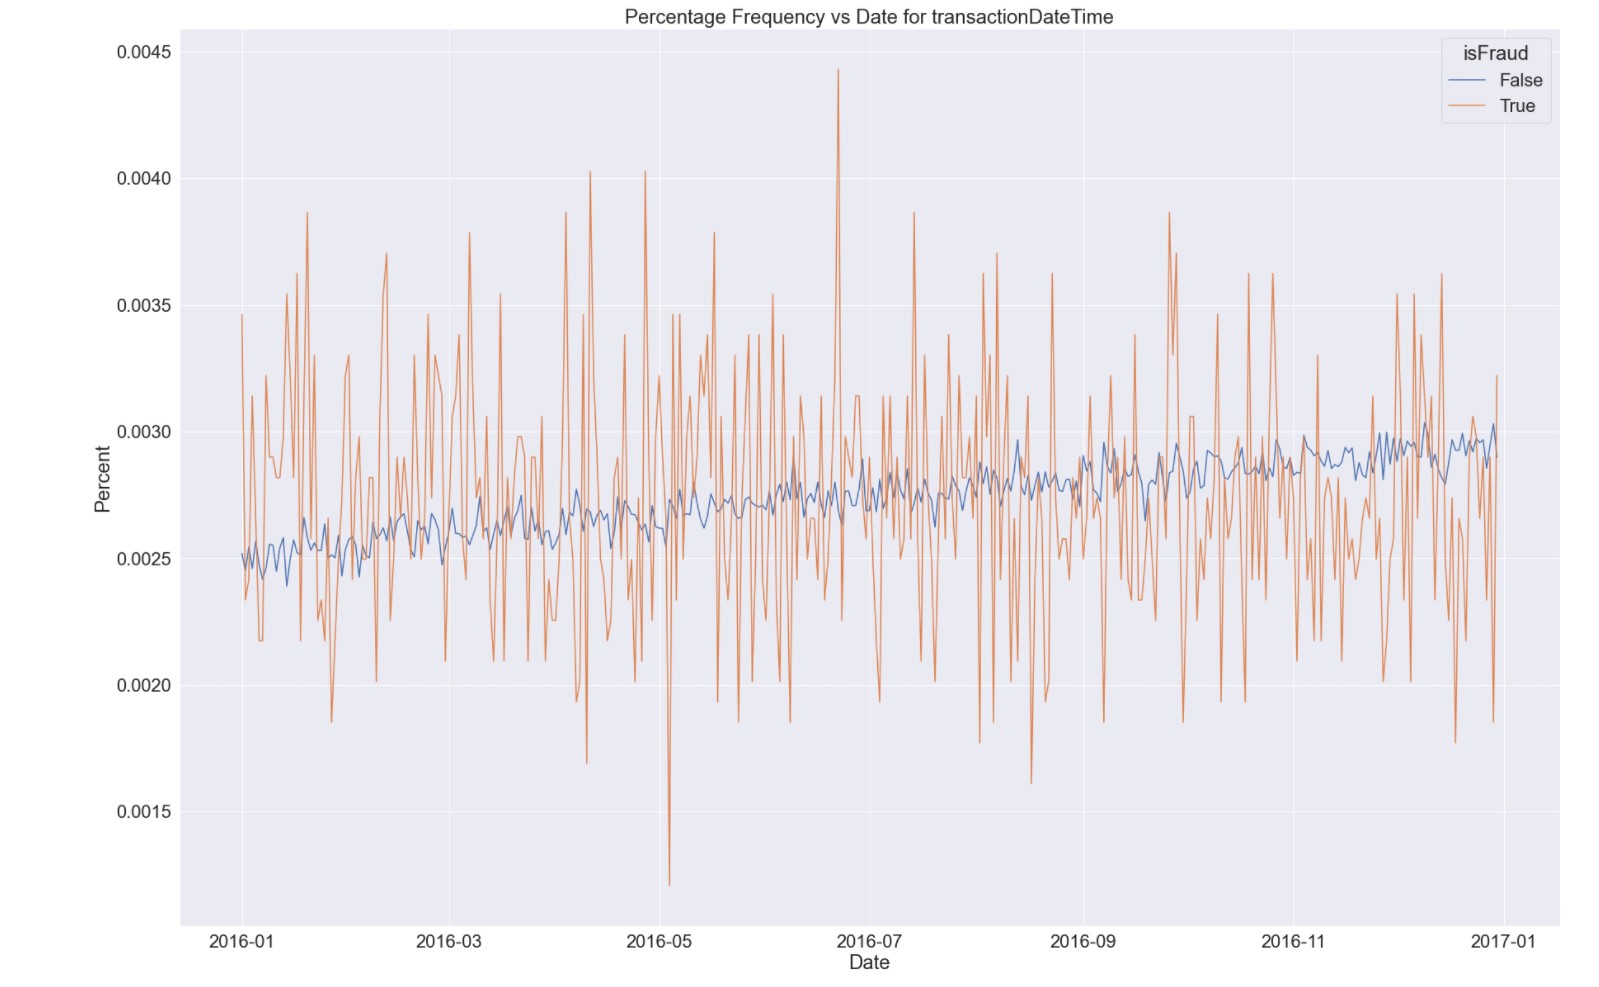 Percentage Frequency vs Date for transactionDateTime
isFraud
False
True
0.0045
0.0040
0.0035
0.0030
0.0025
0.0020
0.0015
Percent
2016-01
2016-03
2016-05
2016-07
2016-09
2016-11
2017-01
Date